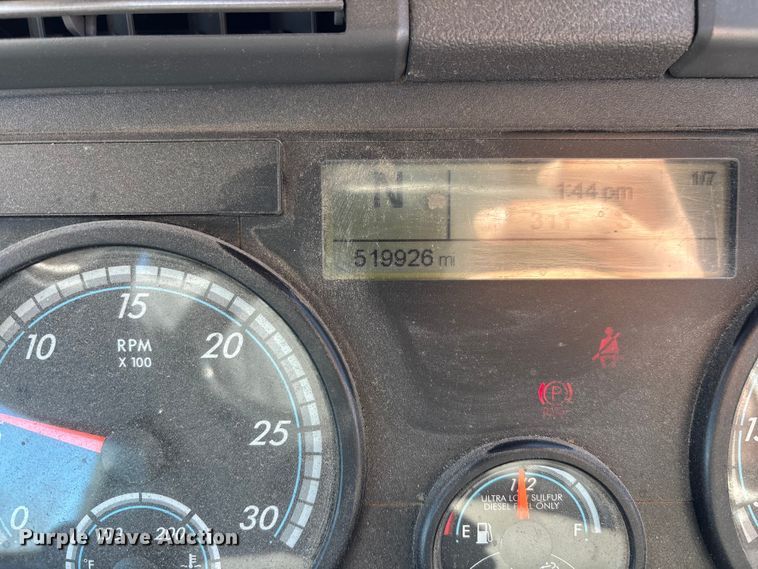 N
1:44 pm
1/7
519926 mi
10
15
20
25
30
0
RPM
X 100
200
°F
1/2
ULTRA LOW SULFUR
DIESEL FUEL ONLY
E
F
P
Purple Wave Auction